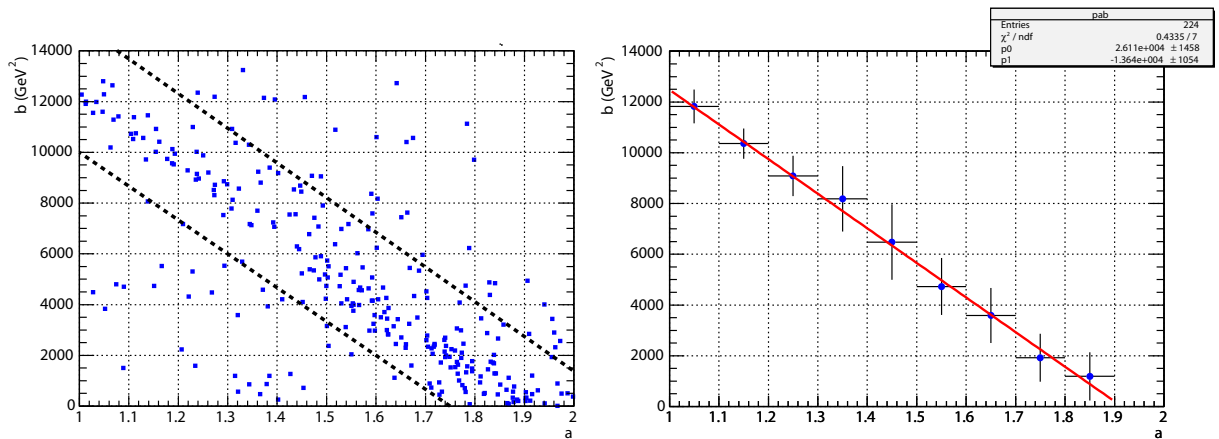 14000
12000
10000
8000
6000
4000
2000
0
b (GeV²)
1 1.1 1.2 1.3 1.4 1.5 1.6 1.7 1.8 1.9 2
a
pab
Entries 224
χ² / ndf 0.4335 / 7
p0 2.611e+004 ± 1458
p1 -1.364e+004 ± 1054
14000
12000
10000
8000
6000
4000
2000
0
b (GeV²)
1 1.1 1.2 1.3 1.4 1.5 1.6 1.7 1.8 1.9 2
a